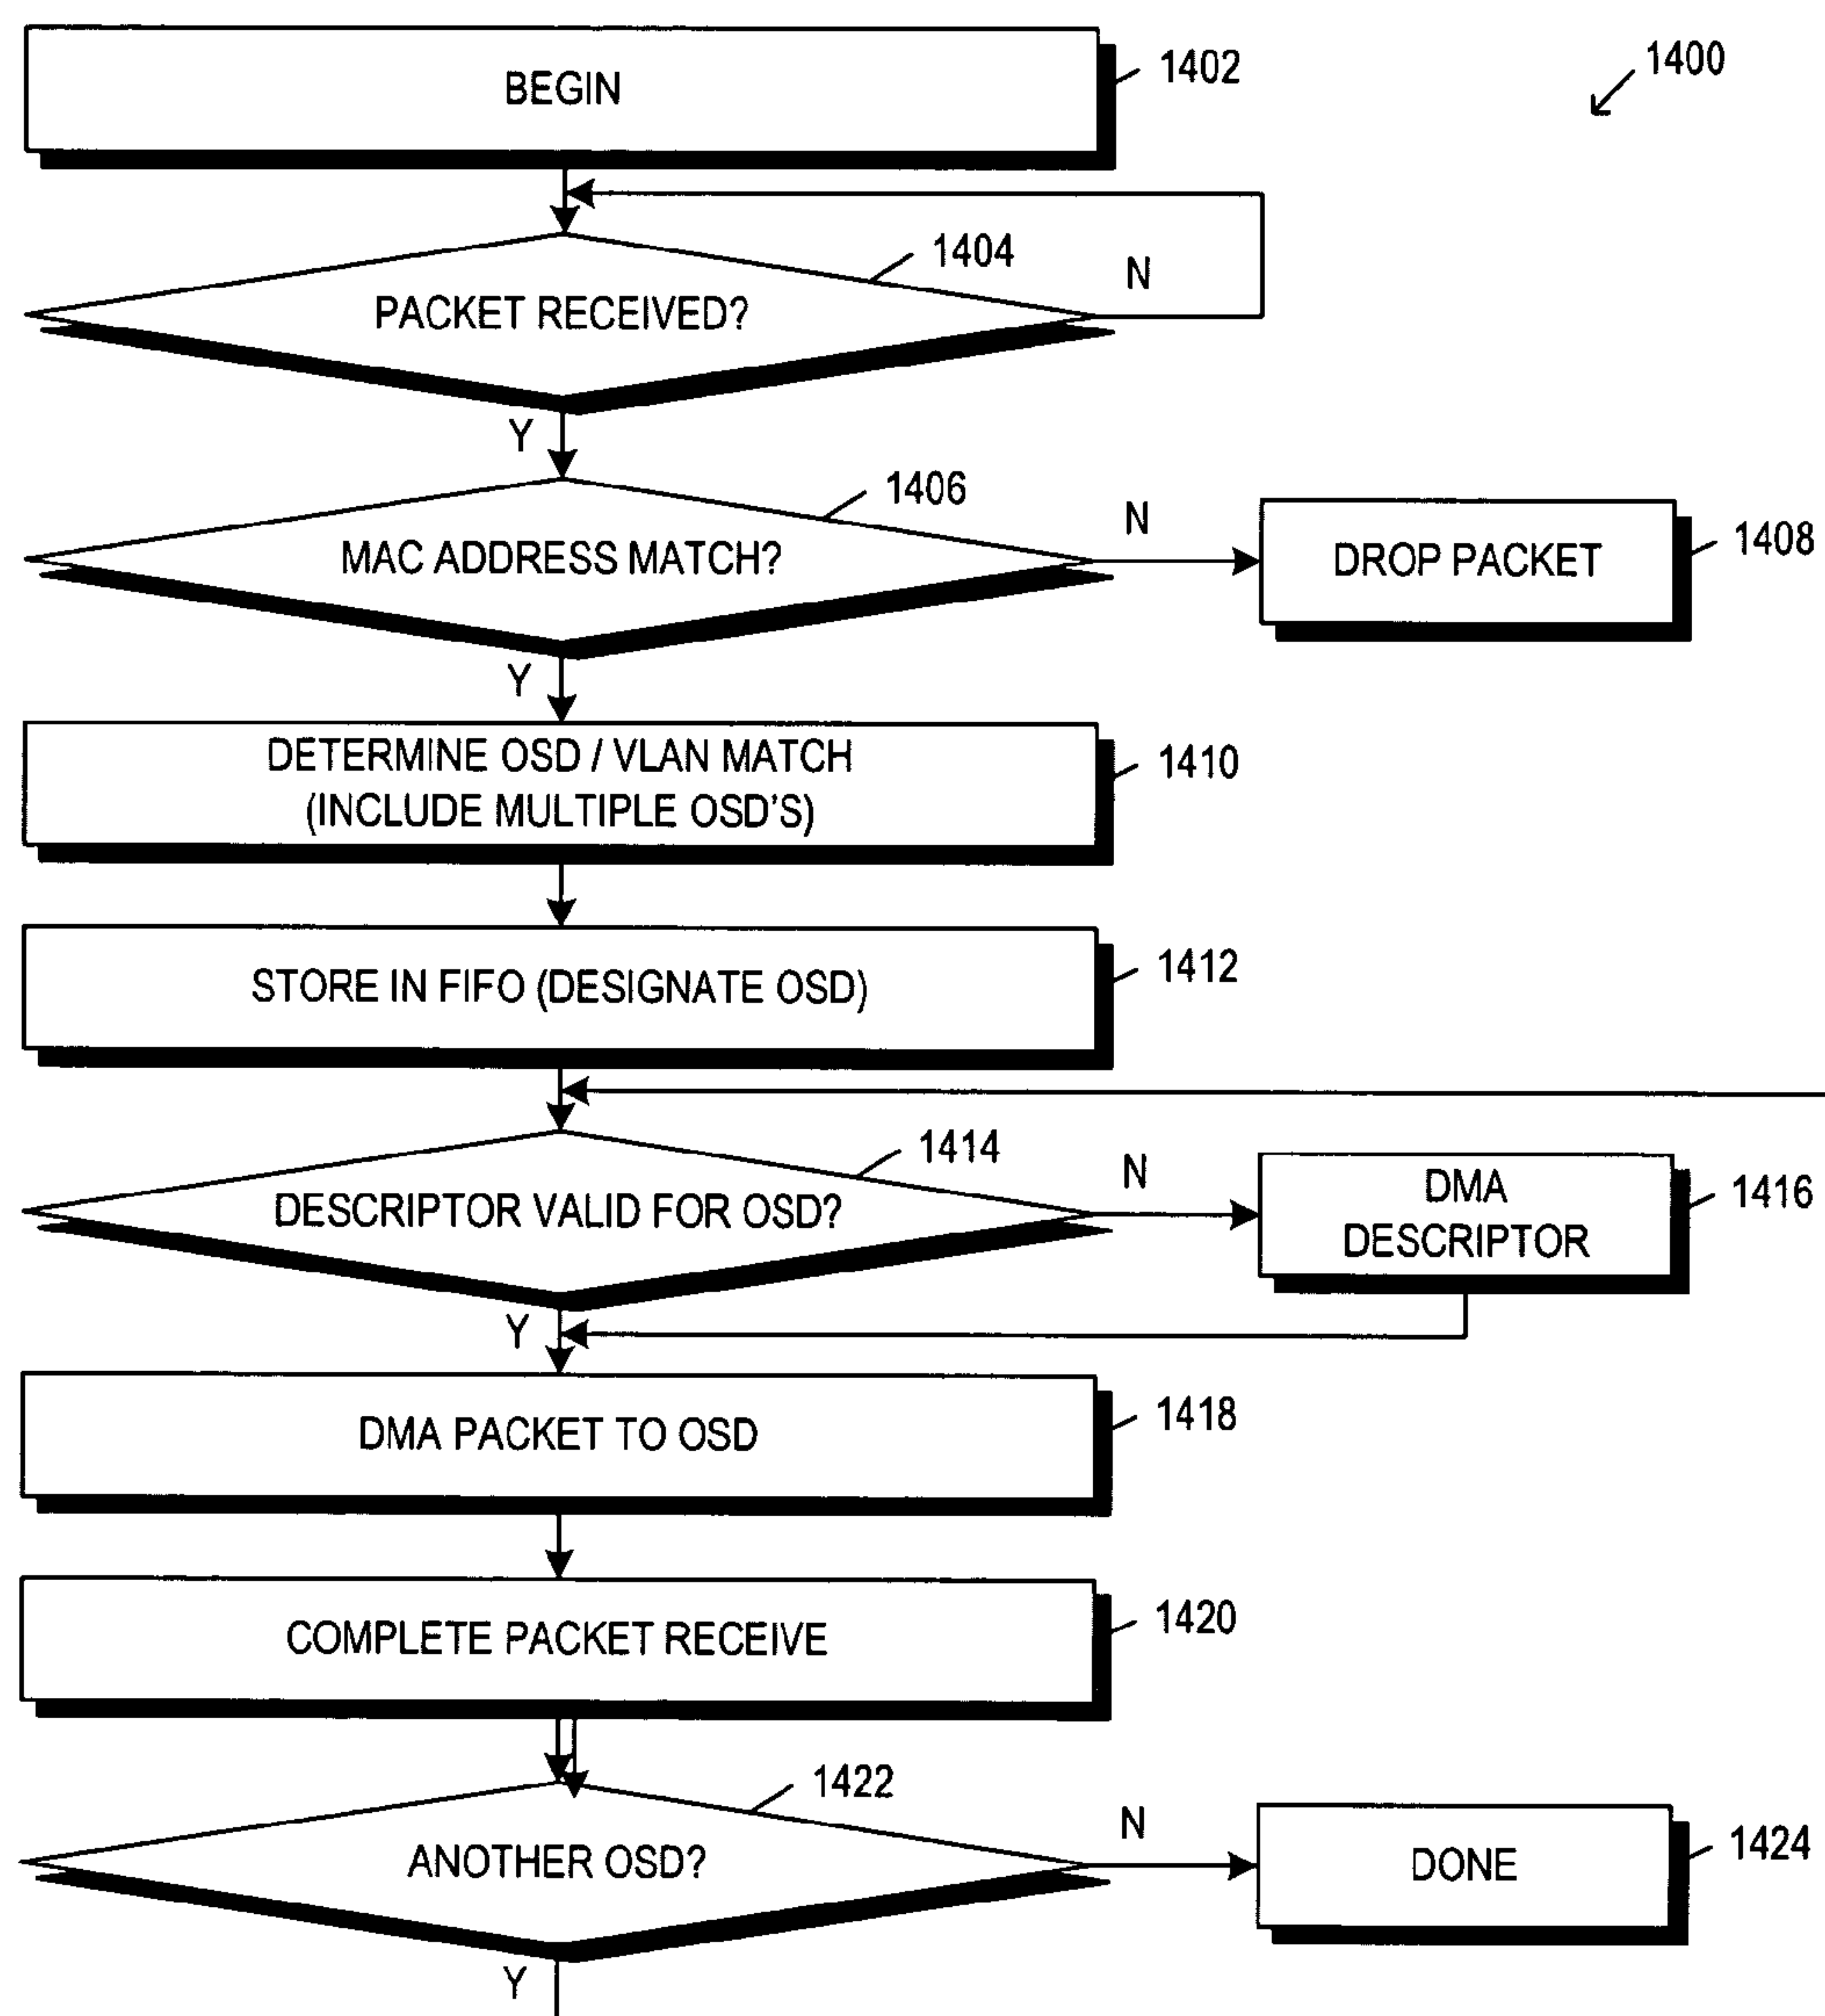 BEGIN
1402
1400
1404
N
PACKET RECEIVED?
Y
1406
N
MAC ADDRESS MATCH?
DROP PACKET
1408
Y
DETERMINE OSD / VLAN MATCH
(INCLUDE MULTIPLE OSD'S)
1410
STORE IN FIFO (DESIGNATE OSD)
1412
1414
N
DESCRIPTOR VALID FOR OSD?
DMA
DESCRIPTOR
1416
Y
DMA PACKET TO OSD
1418
COMPLETE PACKET RECEIVE
1420
1422
N
ANOTHER OSD?
DONE
1424
Y